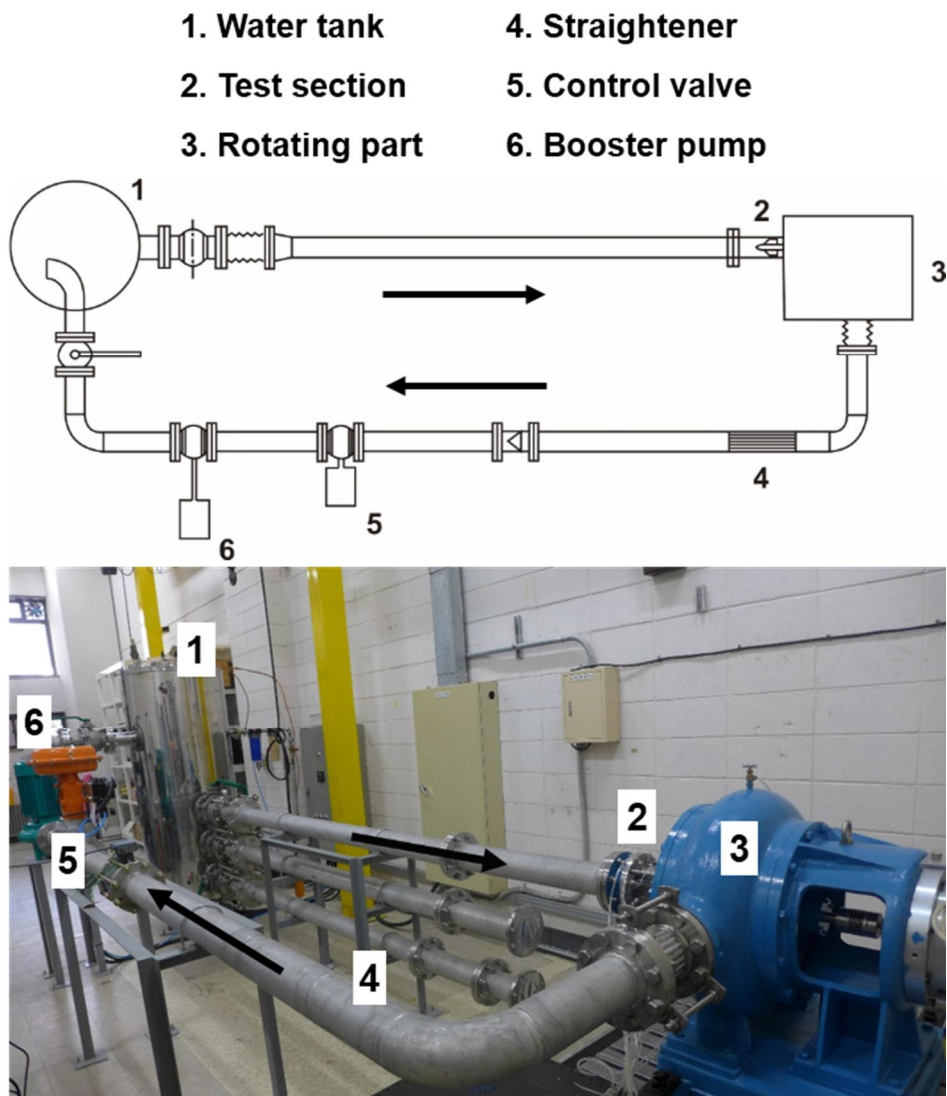 1. Water tank
4. Straightener
2. Test section
5. Control valve
3. Rotating part
6. Booster pump
1
2
3
4
5
6
1
6
2
3
5
4